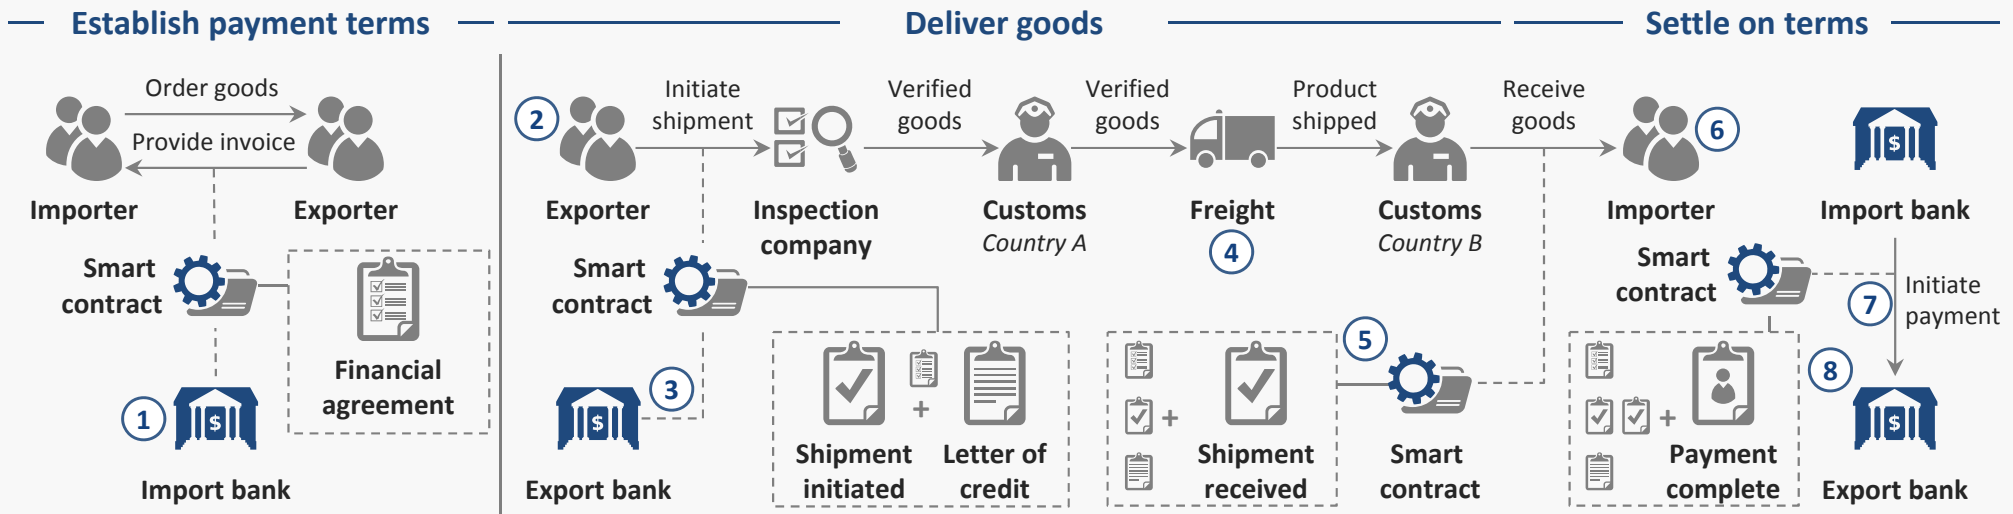 Establish payment terms
Order goods
Provide invoice
Importer
Exporter
Smart
contract
Financial
agreement
1
$
Import bank
Deliver goods
2
Initiate
shipment
Verified
goods
Verified
goods
Product
shipped
Receive
goods
Exporter
Inspection
company
Customs
Country A
Freight
4
Customs
Country B
Smart
contract
3
$
Export bank
+
Shipment
initiated
Letter of
credit
+
Shipment
received
5
Smart
contract
Settle on terms
6
$
Importer
Import bank
Smart
contract
7
Initiate
payment
+
Payment
complete
8
$
Export bank